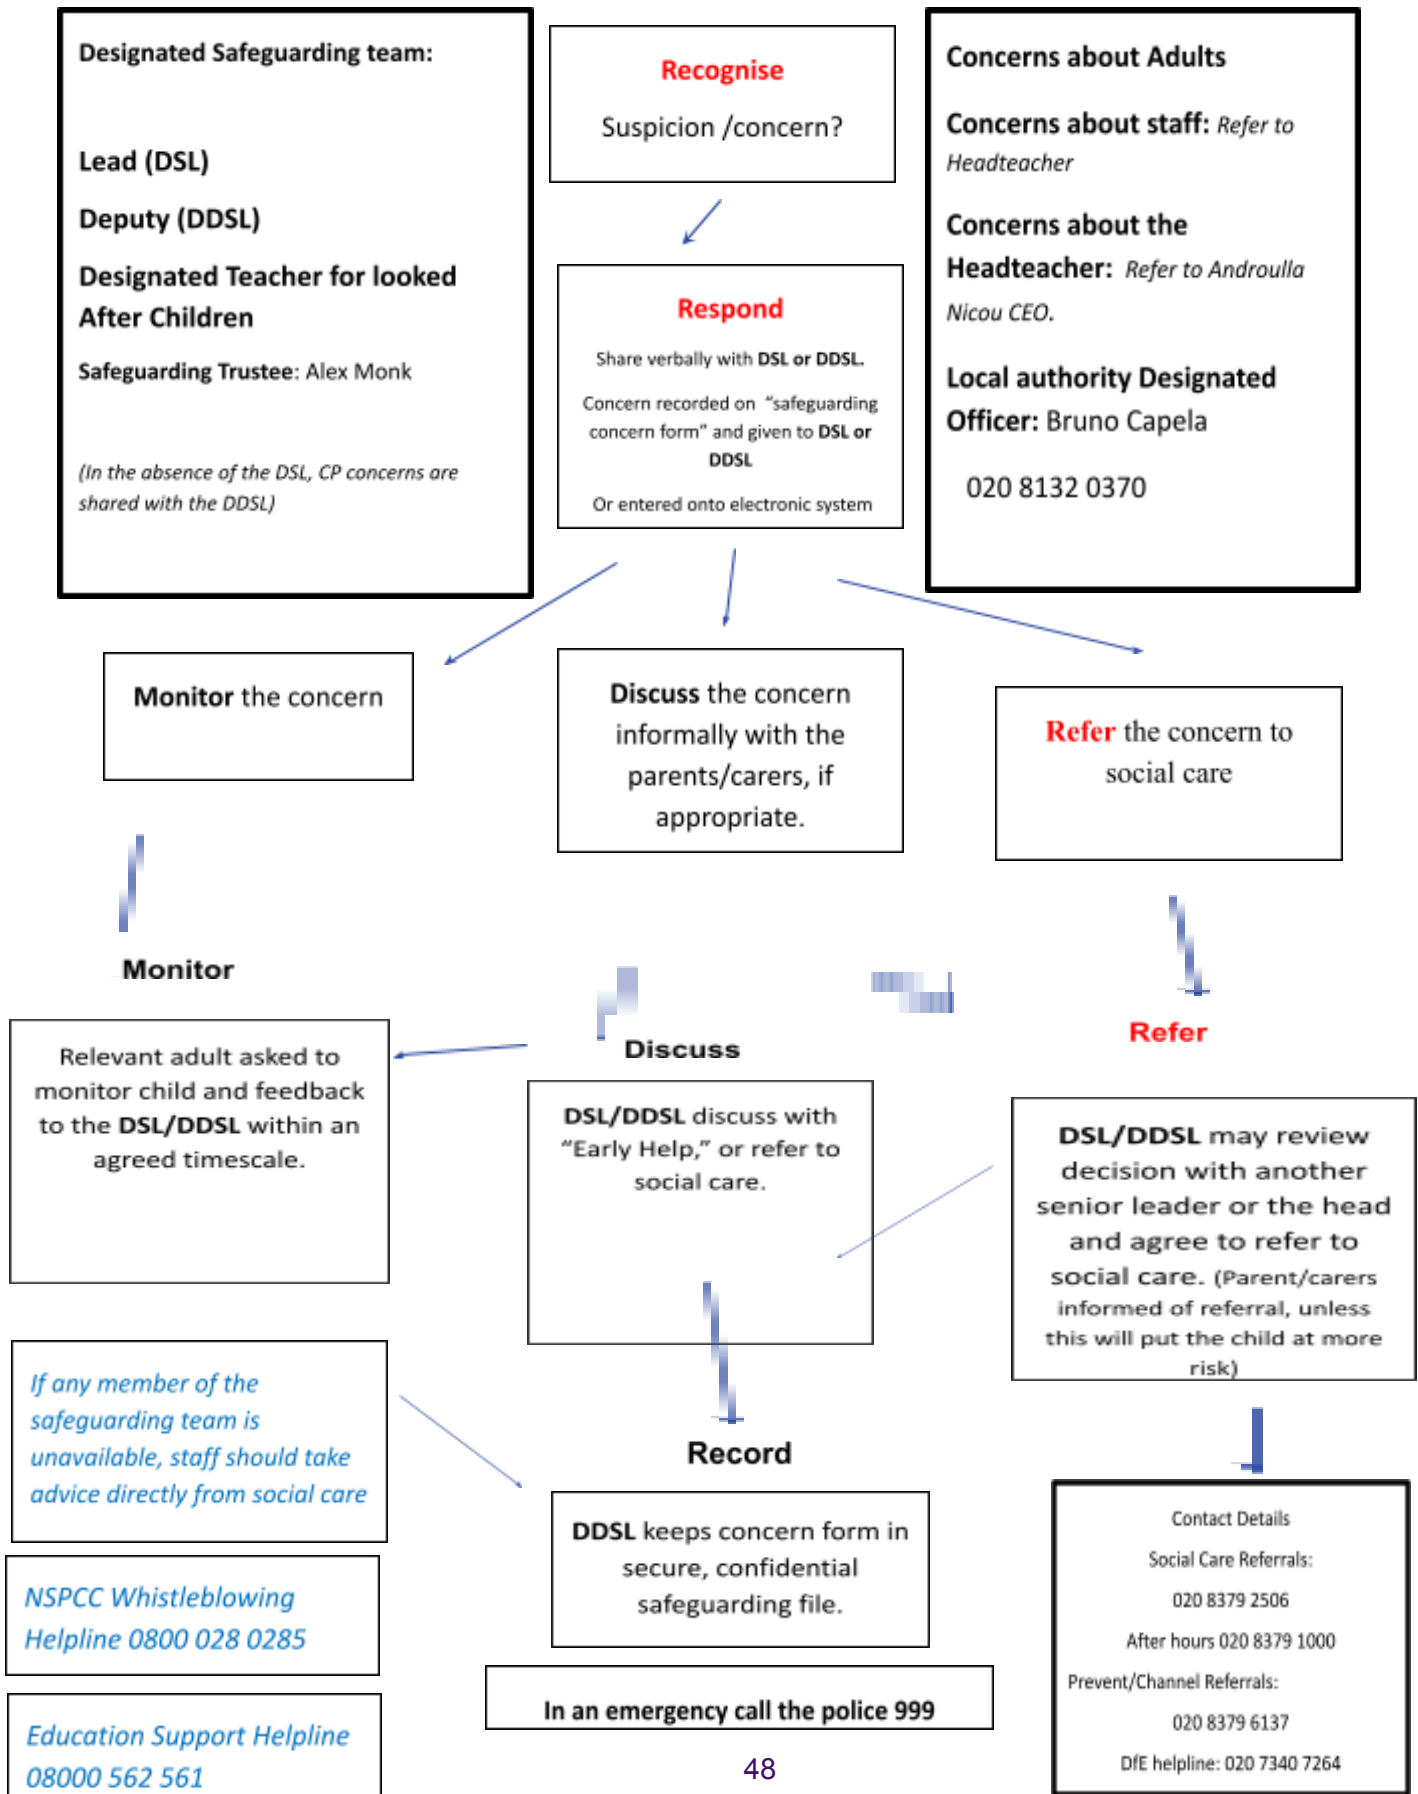 Designated Safeguarding team:
Lead (DSL)
Deputy (DDSL)
Designated Teacher for looked
After Children
Safeguarding Trustee: Alex Monk
(In the absence of the DSL, CP concerns are
shared with the DDSL)
Recognise
Suspicion /concern?
Concerns about Adults
Concerns about staff: Refer to
Headteacher
Concerns about the
Headteacher: Refer to Androulla
Nicou CEO.
Local authority Designated
Officer: Bruno Capela
020 8132 0370
Respond
Share verbally with DSL or DDSL.
Concern recorded on "safeguarding
concern form" and given to DSL or
DDSL
Or entered onto electronic system
Monitor the concern
Discuss the concern
informally with the
parents/carers, if
appropriate.
Refer the concern to
social care
Monitor
Relevant adult asked to
monitor child and feedback
to the DSL/DDSL within an
agreed timescale.
Discuss
DSL/DDSL discuss with
"Early Help," or refer to
social care.
Refer
DSL/DDSL may review
decision with another
senior leader or the head
and agree to refer to
social care. (Parent/carers
informed of referral, unless
this will put the child at more
risk)
If any member of the
safeguarding team is
unavailable, staff should take
advice directly from social care
Record
DDSL keeps concern form in
secure, confidential
safeguarding file.
NSPCC Whistleblowing
Helpline 0800 028 0285
Education Support Helpline
08000 562 561
In an emergency call the police 999
Contact Details
Social Care Referrals:
020 8379 2506
After hours 020 8379 1000
Prevent/Channel Referrals:
020 8379 6137
DfE helpline: 020 7340 7264
48